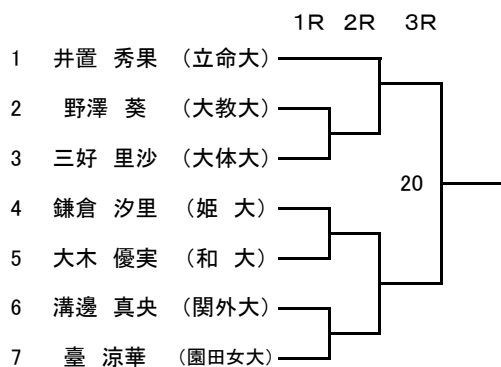 1R 2R 3R
1 井置 秀果 (立命大)
2 野澤 葵 (大教大)
3 三好 里沙 (大体大)
20
4 鎌倉 汐里 (姫 大)
5 大木 優実 (和 大)
6 溝邊 真央 (関外大)
7 臺 涼華 (園田女大)